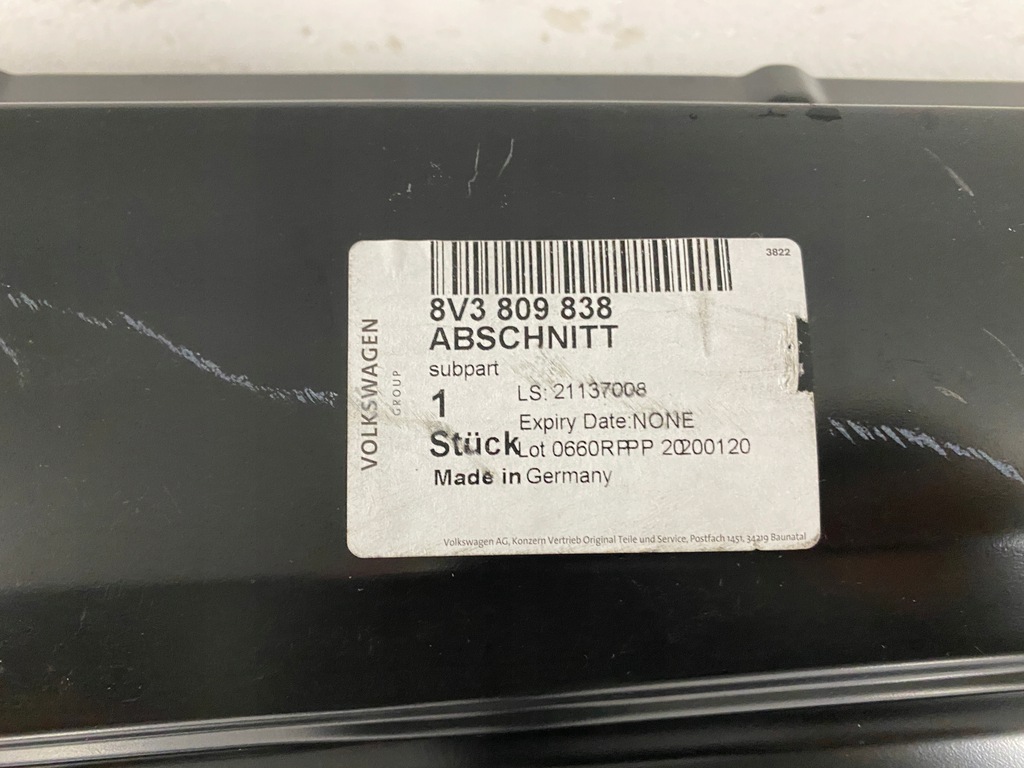 3822
8V3 809 838
ABSCHNITT
subpart
1
LS: 21137008
Expiry Date:NONE
Stück
Lot 0660RPPP 20200120
Made in Germany
VOLKSWAGEN
GROUP
Volkswagen AG, Konzern Vertrieb Original Teile und Service, Postfach 1451, 34219 Baunatal